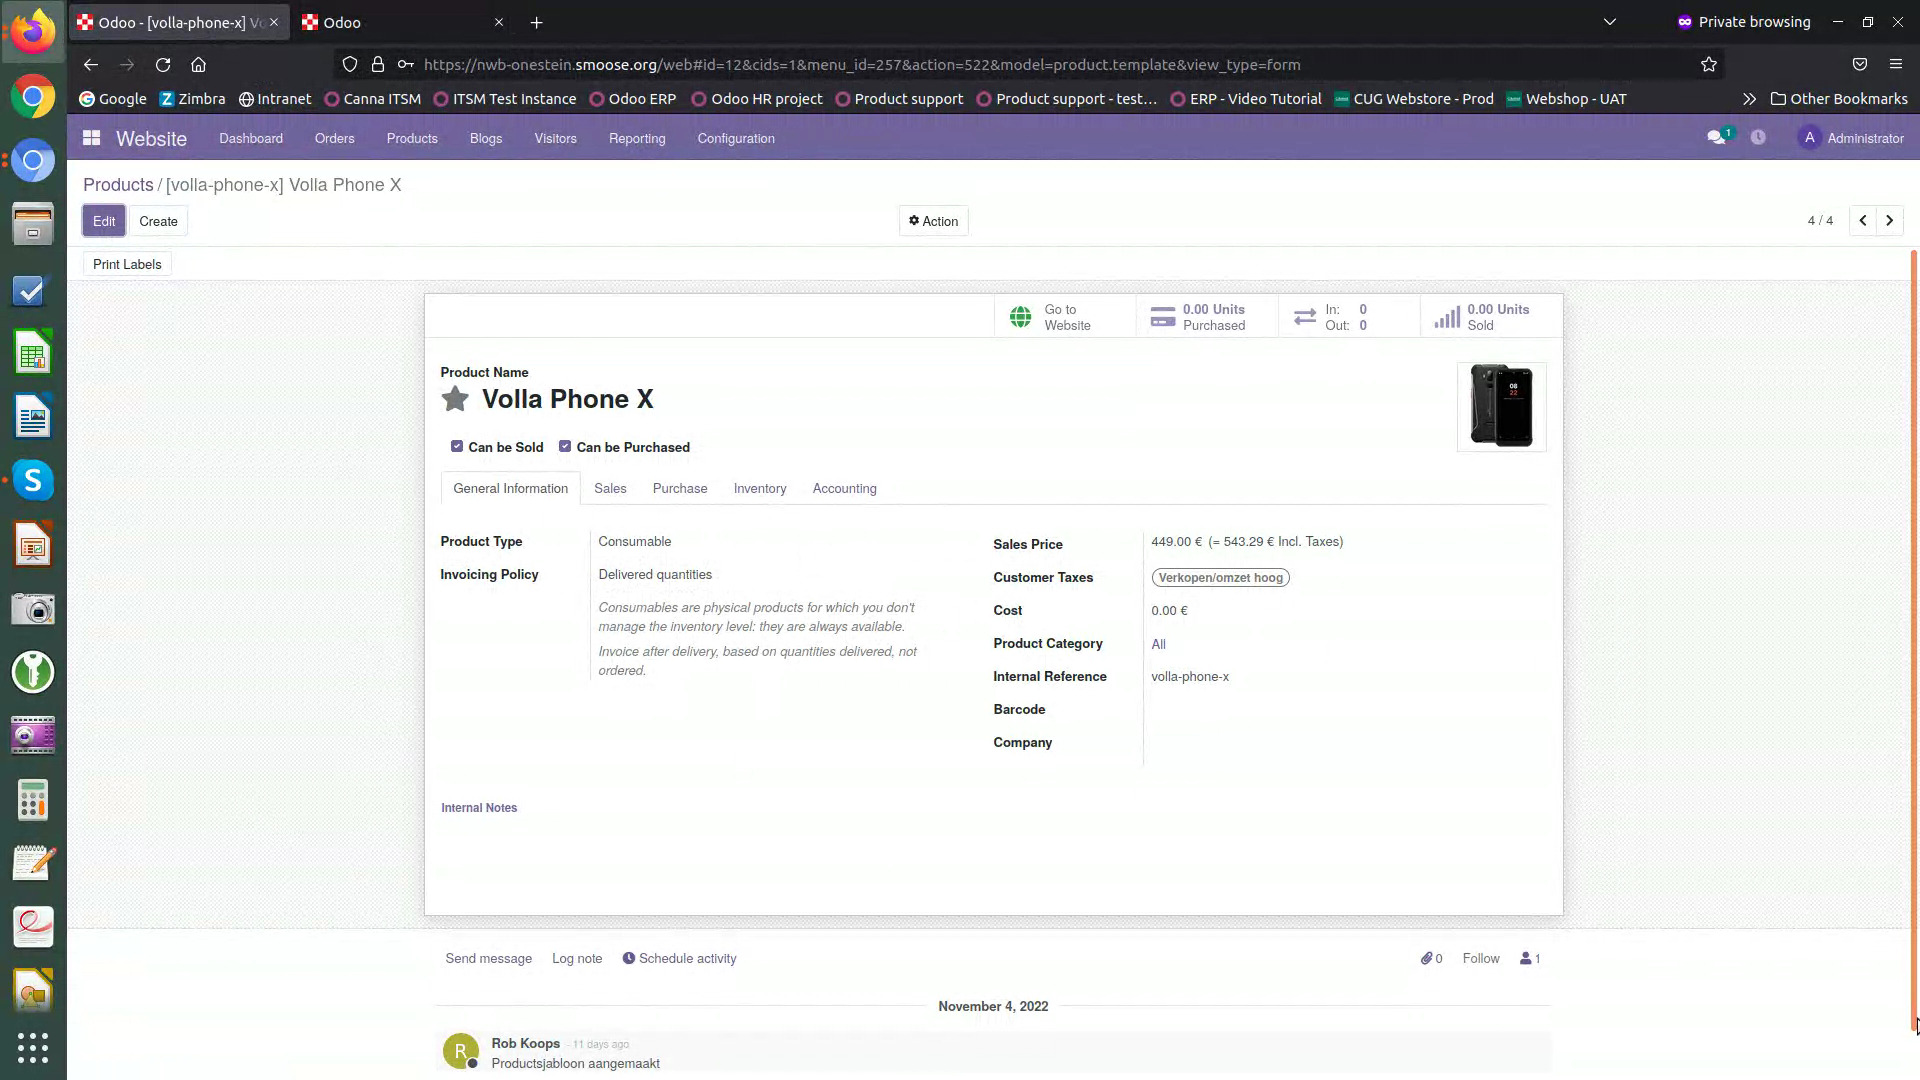 Odoo - [volla-phone-x] Vo
Odoo
Private browsing
https://nwb-onestein.smoose.org/web#id=12&cids=1&menu_id=257&action=522&model=product.template&view_type=form
Google
Zimbra
Intranet
Canna ITSM
ITSM Test Instance
Odoo ERP
Odoo HR project
Product support
Product support - test…
ERP - Video Tutorial
CUG Webstore - Prod
Webshop - UAT
Other Bookmarks
Website
Dashboard
Orders
Products
Blogs
Visitors
Reporting
Configuration
1
A
Administrator
Products / [volla-phone-x] Volla Phone X
Edit
Create
Action
4 / 4
Print Labels
Go to
Website
0.00 Units
Purchased
In: 0
Out: 0
0.00 Units
Sold
Product Name
Volla Phone X
08
22
Can be Sold
Can be Purchased
General Information
Sales
Purchase
Inventory
Accounting
Product Type
Consumable
Invoicing Policy
Delivered quantities
Consumables are physical products for which you don't
manage the inventory level: they are always available.
Invoice after delivery, based on quantities delivered, not
ordered.
Sales Price
449.00 € (= 543.29 € Incl. Taxes)
Customer Taxes
Verkopen/omzet hoog
Cost
0.00 €
Product Category
All
Internal Reference
volla-phone-x
Barcode
Company
Internal Notes
Send message
Log note
Schedule activity
0
Follow
1
November 4, 2022
R
Rob Koops - 11 days ago
Productsjabloon aangemaakt
S